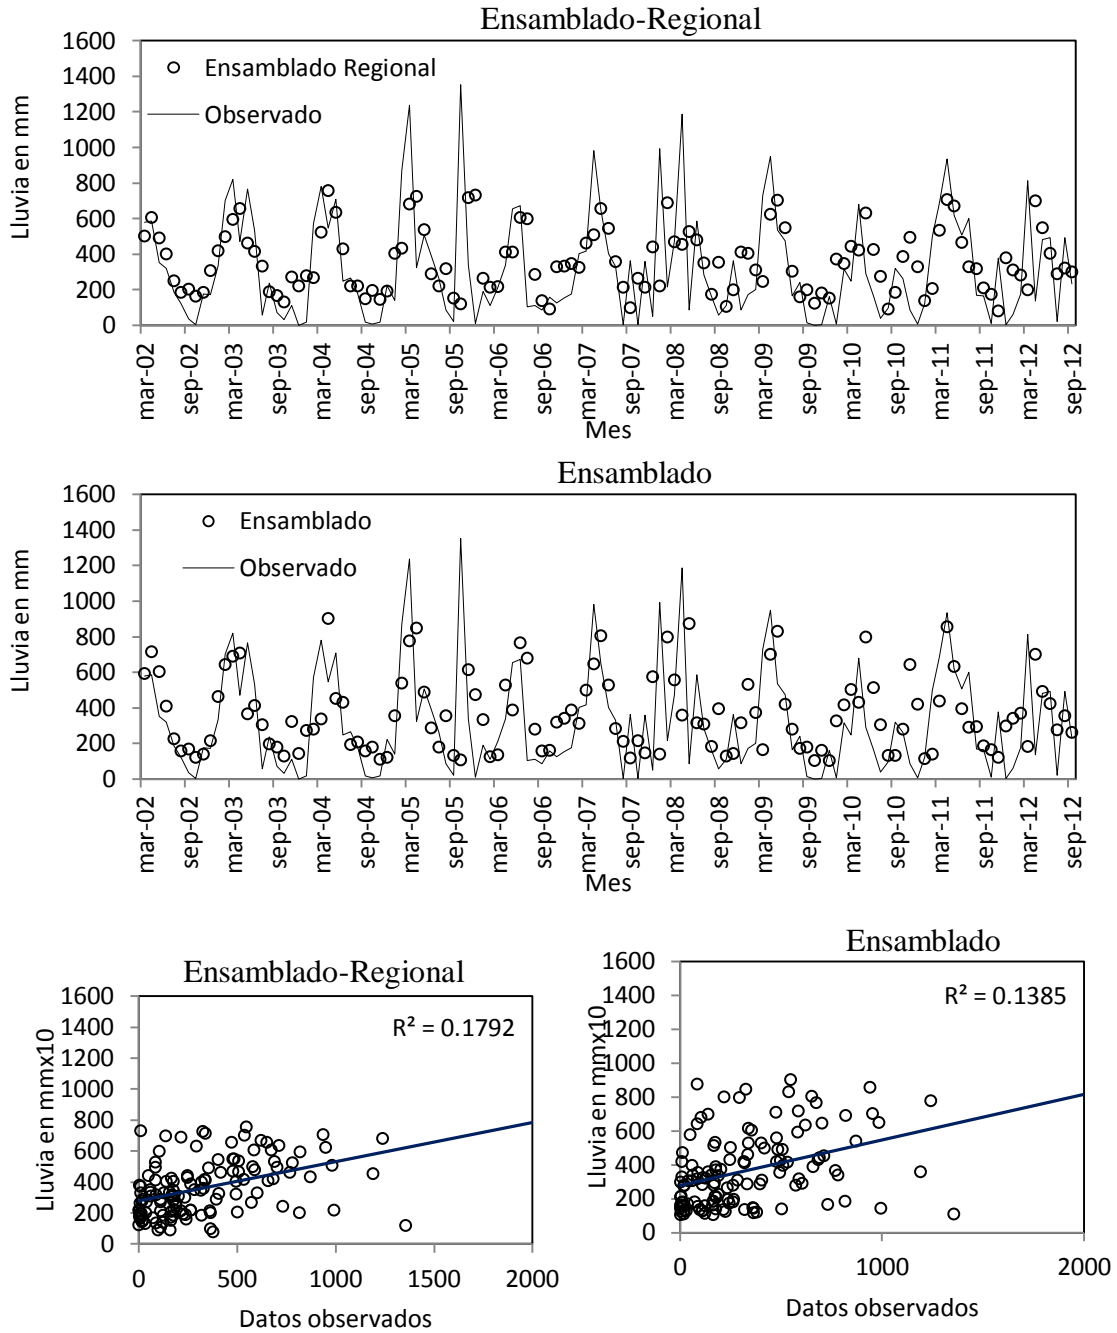 Ensamblado-Regional
Lluvia en mm
1600
1400
1200
1000
800
600
400
200
0
Ensamblado Regional
Observado
mar-02
sep-02
mar-03
sep-03
mar-04
sep-04
mar-05
sep-05
mar-06
sep-06
mar-07
sep-07
mar-08
sep-08
mar-09
sep-09
mar-10
sep-10
mar-11
sep-11
mar-12
sep-12
Mes
Ensamblado
Lluvia en mm
1600
1400
1200
1000
800
600
400
200
0
Ensamblado
Observado
mar-02
sep-02
mar-03
sep-03
mar-04
sep-04
mar-05
sep-05
mar-06
sep-06
mar-07
sep-07
mar-08
sep-08
mar-09
sep-09
mar-10
sep-10
mar-11
sep-11
mar-12
sep-12
Mes
Ensamblado-Regional
Lluvia en mmx10
1600
1400
1200
1000
800
600
400
200
0
R² = 0.1792
0
500
1000
1500
2000
Datos observados
Ensamblado
Lluvia en mmx10
1600
1400
1200
1000
800
600
400
200
0
R² = 0.1385
0
1000
2000
Datos observados